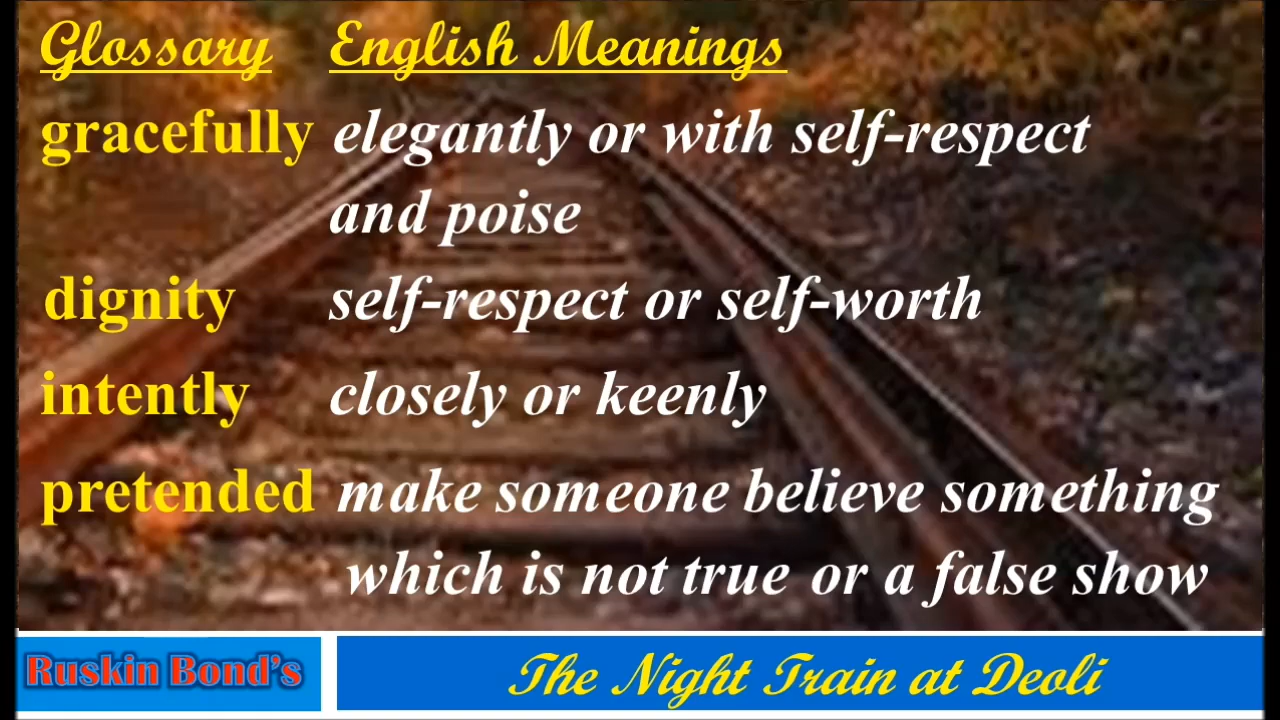 Glossary English Meanings
gracefully elegantly or with self-respect
and poise
dignity self-respect or self-worth
intently closely or keenly
pretended make someone believe something
which is not true or a false show
Ruskin Bond's The Night Train at Deoli